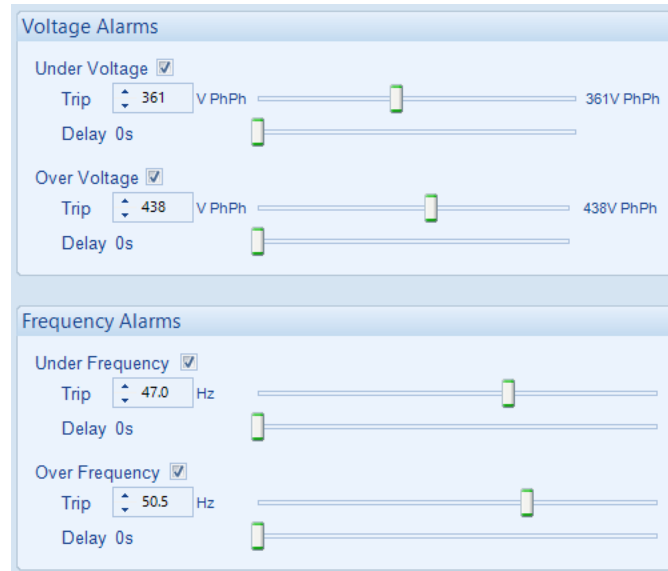 Voltage Alarms
Under Voltage
Trip 361 V PhPh 361V PhPh
Delay 0s
Over Voltage
Trip 438 V PhPh 438V PhPh
Delay 0s
Frequency Alarms
Under Frequency
Trip 47.0 Hz
Delay 0s
Over Frequency
Trip 50.5 Hz
Delay 0s